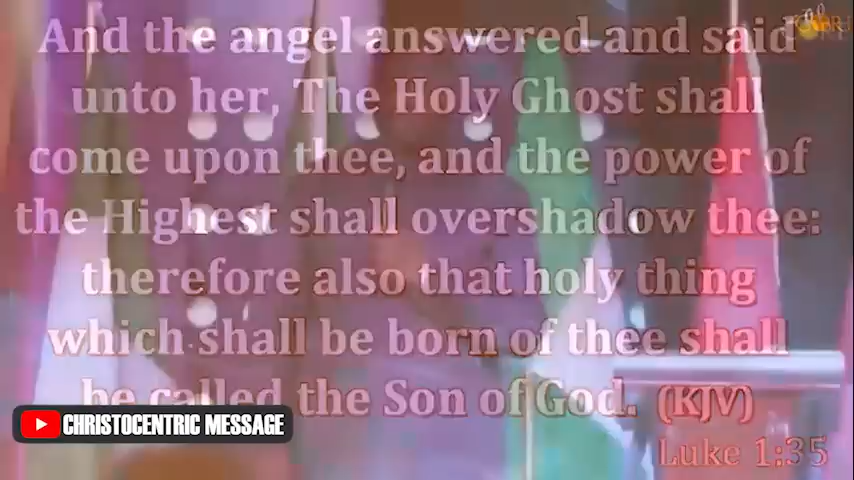 And the angel answered and said
unto her, The Holy Ghost shall
come upon thee, and the power of
the Highest shall overshadow thee:
therefore also that holy thing
which shall be born of thee shall
be called the Son of God. (KJV)
CHRISTOCENTRIC MESSAGE
Luke 1:35